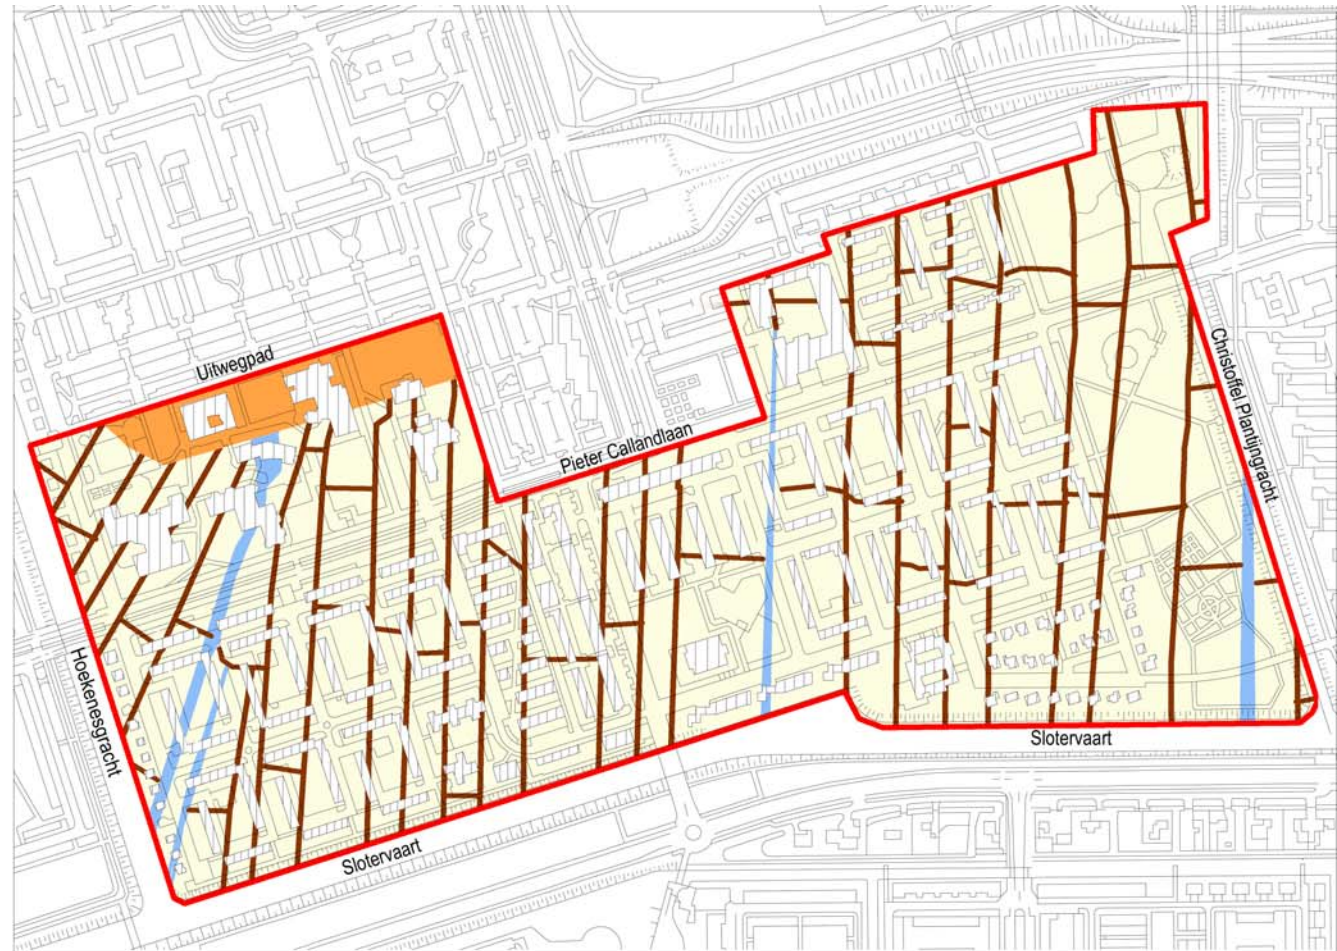 Uitwegpad
Pieter Callandlaan
Christoffel Plantijngracht
Hoekenesgracht
Slotervaart
Slotervaart